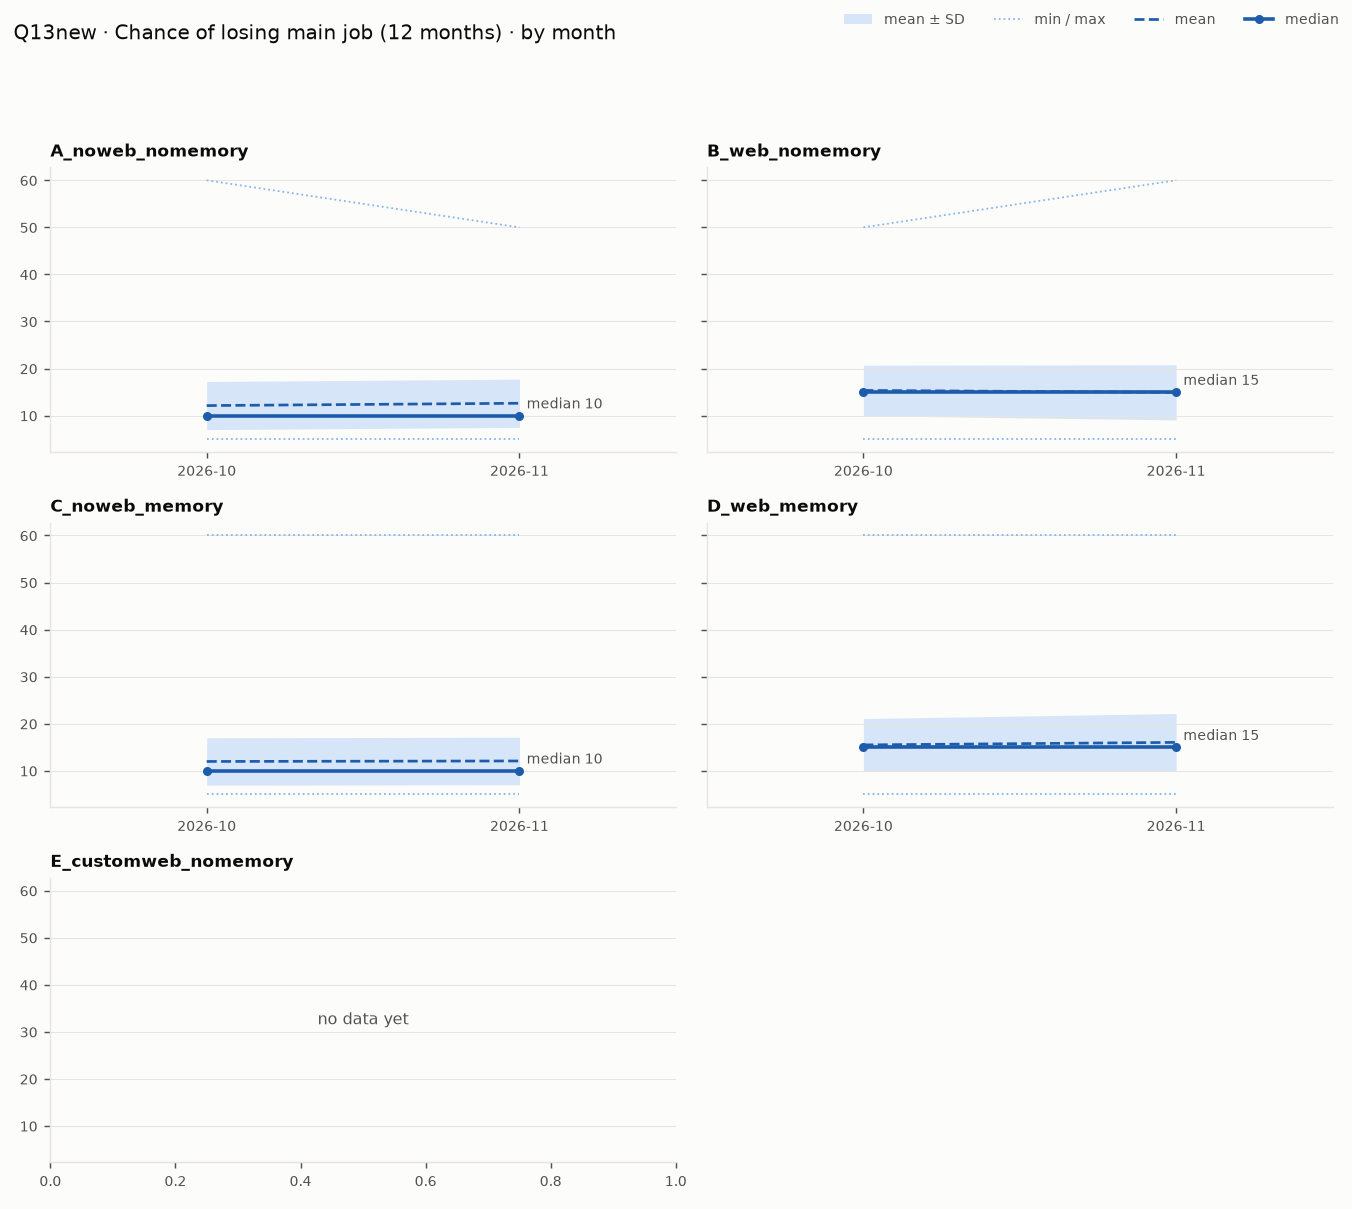 Q13new · Chance of losing main job (12 months) · by month
mean ± SD
min / max
mean
median
A_noweb_nomemory
60
50
40
30
20
10
median 10
2026-10
2026-11
B_web_nomemory
median 15
2026-10
2026-11
C_noweb_memory
60
50
40
30
20
10
median 10
2026-10
2026-11
D_web_memory
median 15
2026-10
2026-11
E_customweb_nomemory
60
50
40
30
20
10
no data yet
0.0
0.2
0.4
0.6
0.8
1.0